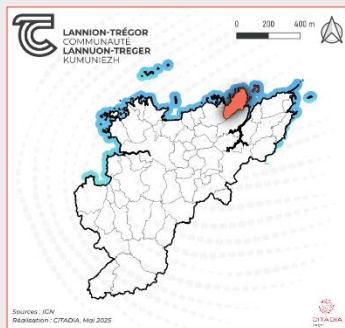 LANNION-TRÉGOR
COMMUNAUTÉ
LANNUON-TREGER
KUMUNIEZH
0 200 400 m
Sources : IGN
Réalisation : CITADIA, Mai 2025
CITADIA